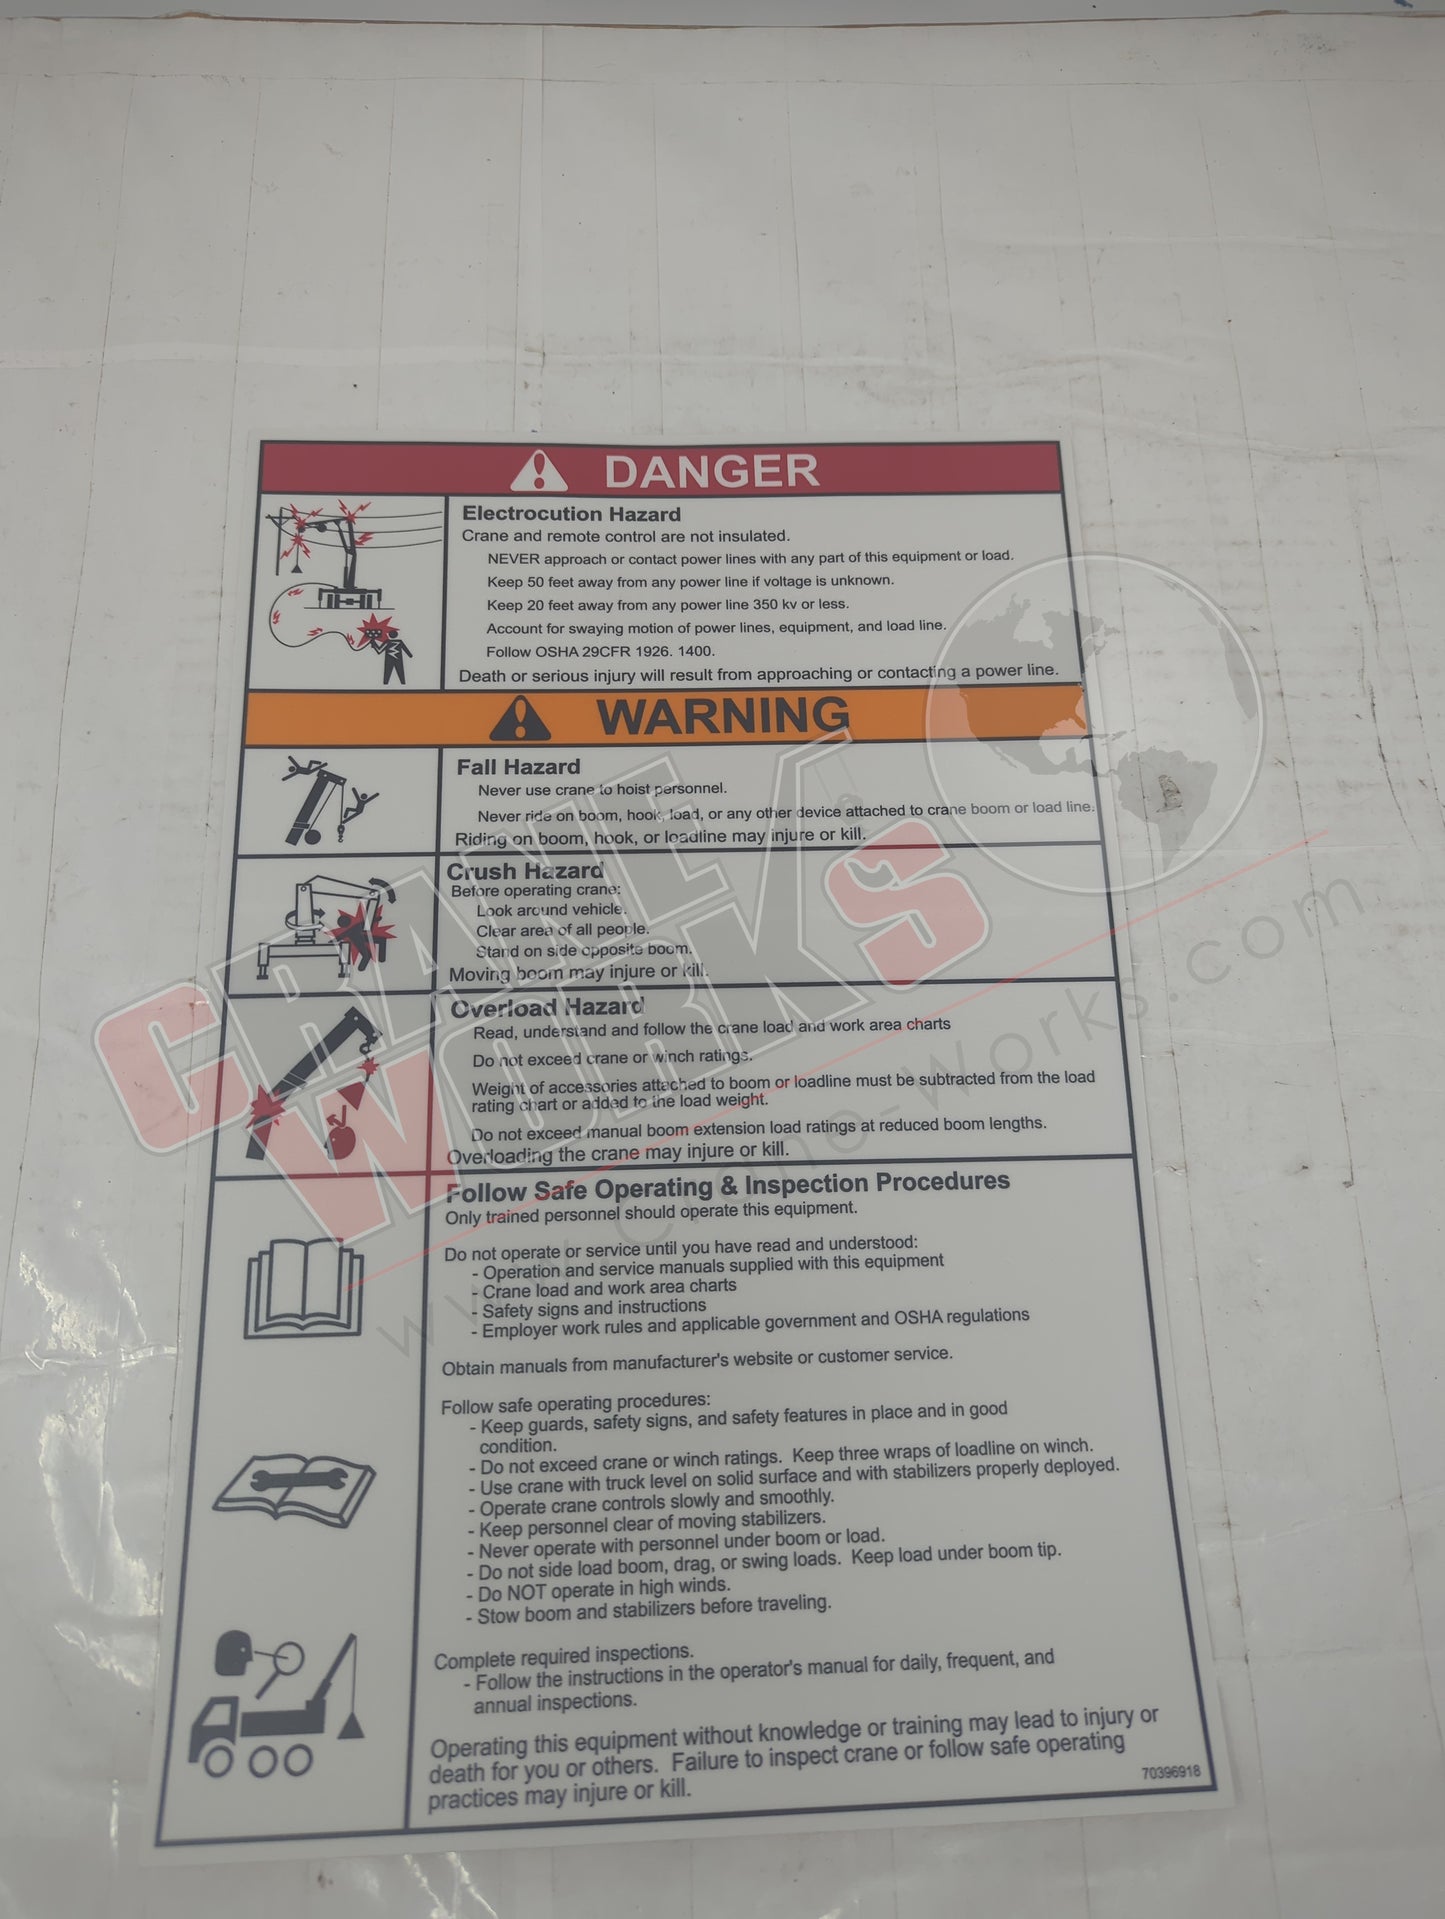 DANGER
Electrocution Hazard
Crane and remote control are not insulated.
NEVER approach or contact power lines with any part of this equipment or load.
Keep 50 feet away from any power line if voltage is unknown.
Keep 20 feet away from any power line 350 kv or less.
Account for swaying motion of power lines, equipment, and load line.
Follow OSHA 29CFR 1926. 1400.
Death or serious injury will result from approaching or contacting a power line.
WARNING
Fall Hazard
Never use crane to hoist personnel.
Never ride on boom, hook, load, or any other device attached to crane boom or load line.
Riding on boom, hook, or loadline may injure or kill.
Crush Hazard
Before operating crane:
Look around vehicle.
Clear area of all people.
Stand on side opposite boom.
Moving boom may injure or kill.
Overload Hazard
Read, understand and follow the crane load and work area charts
Do not exceed crane or winch ratings.
Weight of accessories attached to boom or loadline must be subtracted from the load
rating chart or added to the load weight.
Do not exceed manual boom extension load ratings at reduced boom lengths.
Overloading the crane may injure or kill.
Follow Safe Operating & Inspection Procedures
Only trained personnel should operate this equipment.
Do not operate or service until you have read and understood:
- Operation and service manuals supplied with this equipment
- Crane load and work area charts
- Safety signs and instructions
- Employer work rules and applicable government and OSHA regulations
Obtain manuals from manufacturer's website or customer service.
Follow safe operating procedures:
- Keep guards, safety signs, and safety features in place and in good
condition.
- Do not exceed crane or winch ratings. Keep three wraps of loadline on winch.
- Use crane with truck level on solid surface and with stabilizers properly deployed.
- Operate crane controls slowly and smoothly.
- Keep personnel clear of moving stabilizers.
- Never operate with personnel under boom or load.
- Do not side load boom, drag, or swing loads. Keep load under boom tip.
- Do NOT operate in high winds.
- Stow boom and stabilizers before traveling.
Complete required inspections.
- Follow the instructions in the operator's manual for daily, frequent, and
annual inspections.
Operating this equipment without knowledge or training may lead to injury or
death for you or others. Failure to inspect crane or follow safe operating
practices may injure or kill.
70396918
CRANE
WORKS
www.crane-works.com